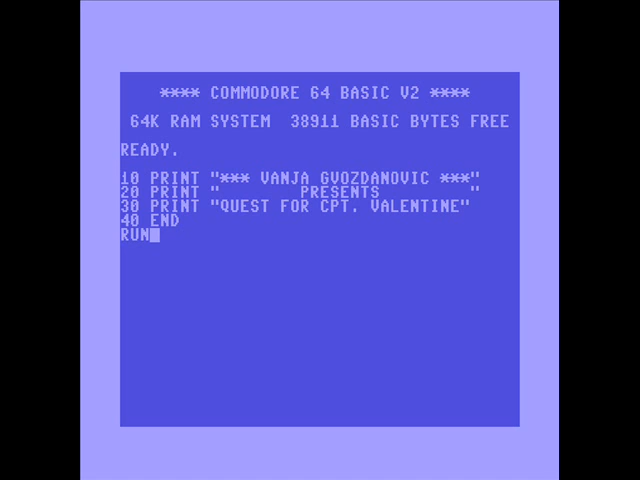 **** COMMODORE 64 BASIC V2 ****
64K RAM SYSTEM  38911 BASIC BYTES FREE
READY.
10 PRINT "*** VANJA GVOZDANOVIC ***"
20 PRINT "        PRESENTS         "
30 PRINT "QUEST FOR CPT. VALENTINE"
40 END
RUN